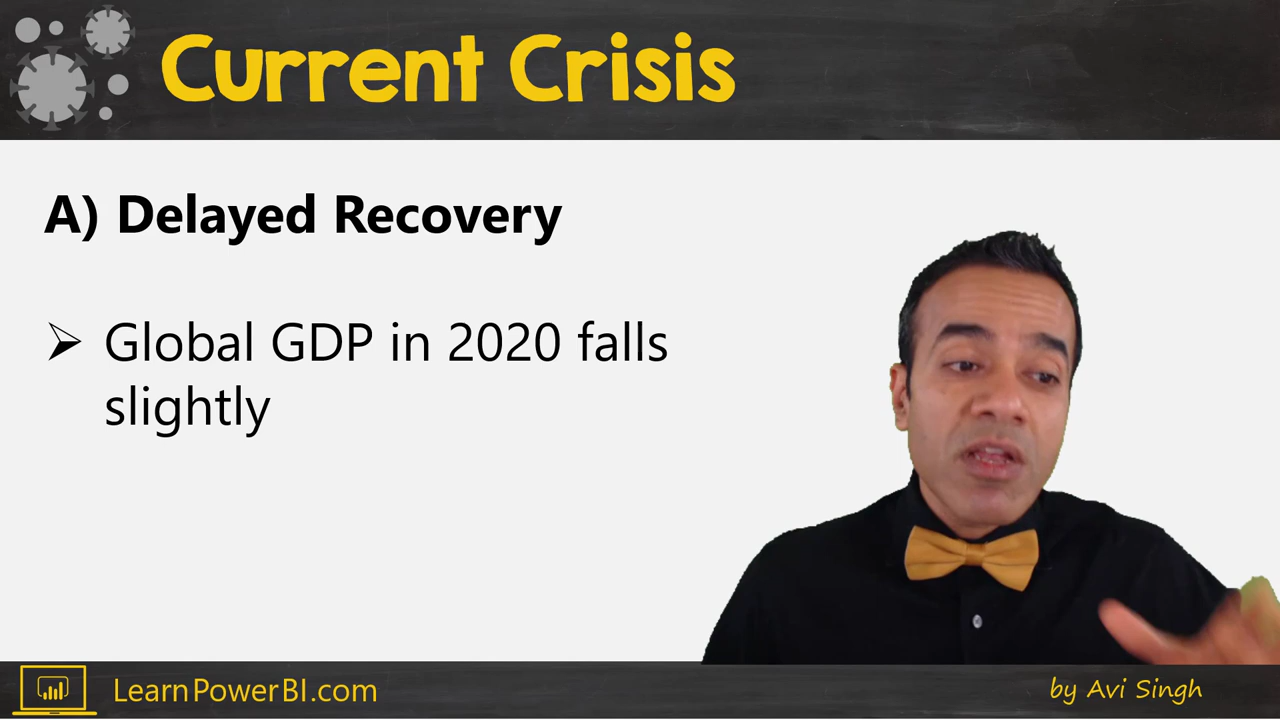 Current Crisis
A) Delayed Recovery
Global GDP in 2020 falls
slightly
LearnPowerBI.com
by Avi Singh